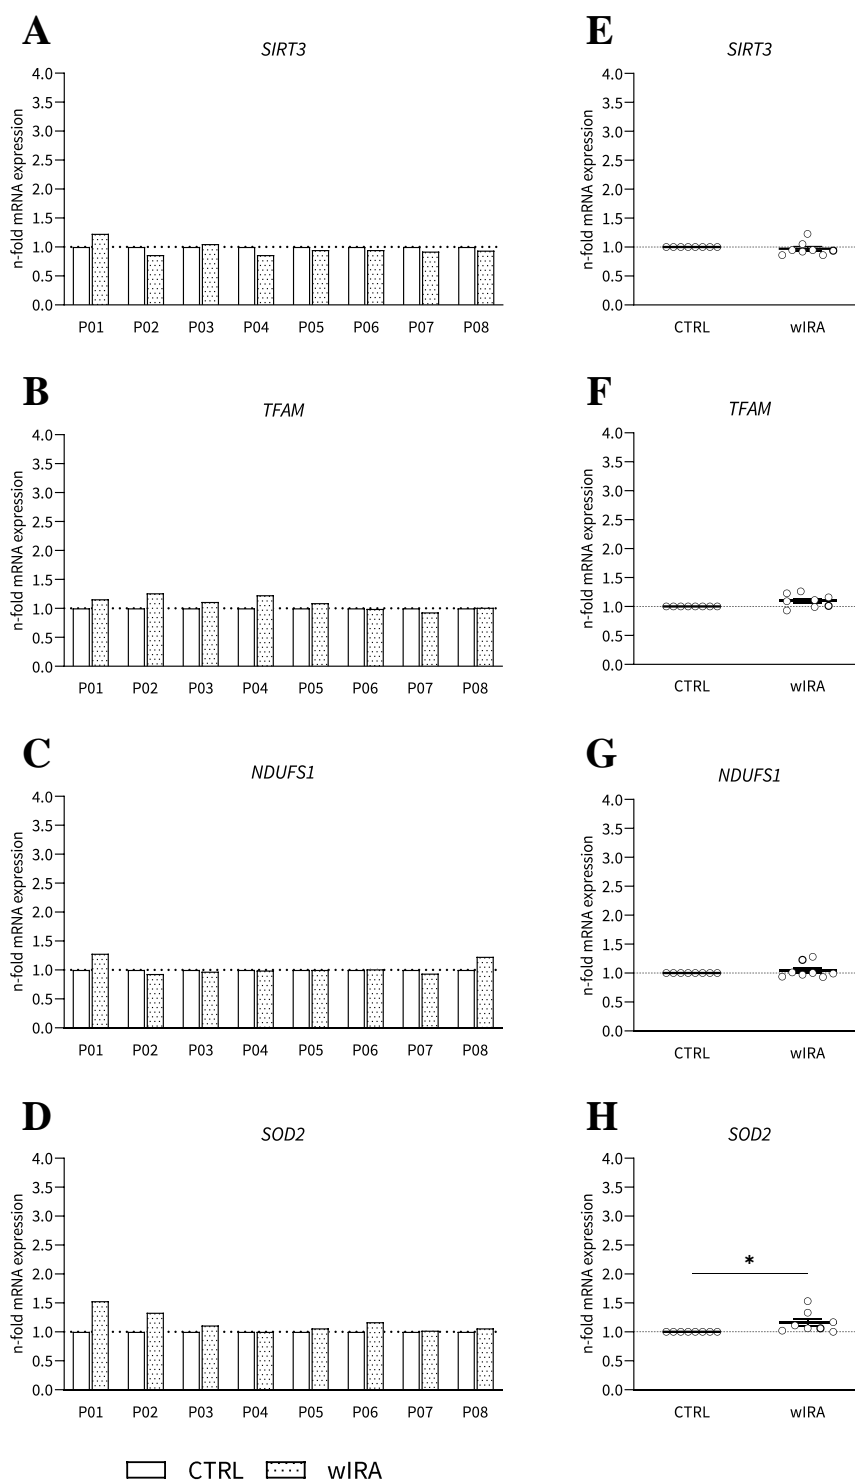 A
SIRT3
n-fold mRNA expression
4.0
3.5
3.0
2.5
2.0
1.5
1.0
0.5
0.0
P01 P02 P03 P04 P05 P06 P07 P08
E
SIRT3
n-fold mRNA expression
4.0
3.5
3.0
2.5
2.0
1.5
1.0
0.5
0.0
CTRL wIRA
B
TFAM
n-fold mRNA expression
4.0
3.5
3.0
2.5
2.0
1.5
1.0
0.5
0.0
P01 P02 P03 P04 P05 P06 P07 P08
F
TFAM
n-fold mRNA expression
4.0
3.5
3.0
2.5
2.0
1.5
1.0
0.5
0.0
CTRL wIRA
C
NDUFS1
n-fold mRNA expression
4.0
3.5
3.0
2.5
2.0
1.5
1.0
0.5
0.0
P01 P02 P03 P04 P05 P06 P07 P08
G
NDUFS1
n-fold mRNA expression
4.0
3.5
3.0
2.5
2.0
1.5
1.0
0.5
0.0
CTRL wIRA
D
SOD2
n-fold mRNA expression
4.0
3.5
3.0
2.5
2.0
1.5
1.0
0.5
0.0
P01 P02 P03 P04 P05 P06 P07 P08
H
SOD2
n-fold mRNA expression
4.0
3.5
3.0
2.5
2.0
1.5
1.0
0.5
0.0
*
CTRL wIRA
CTRL wIRA